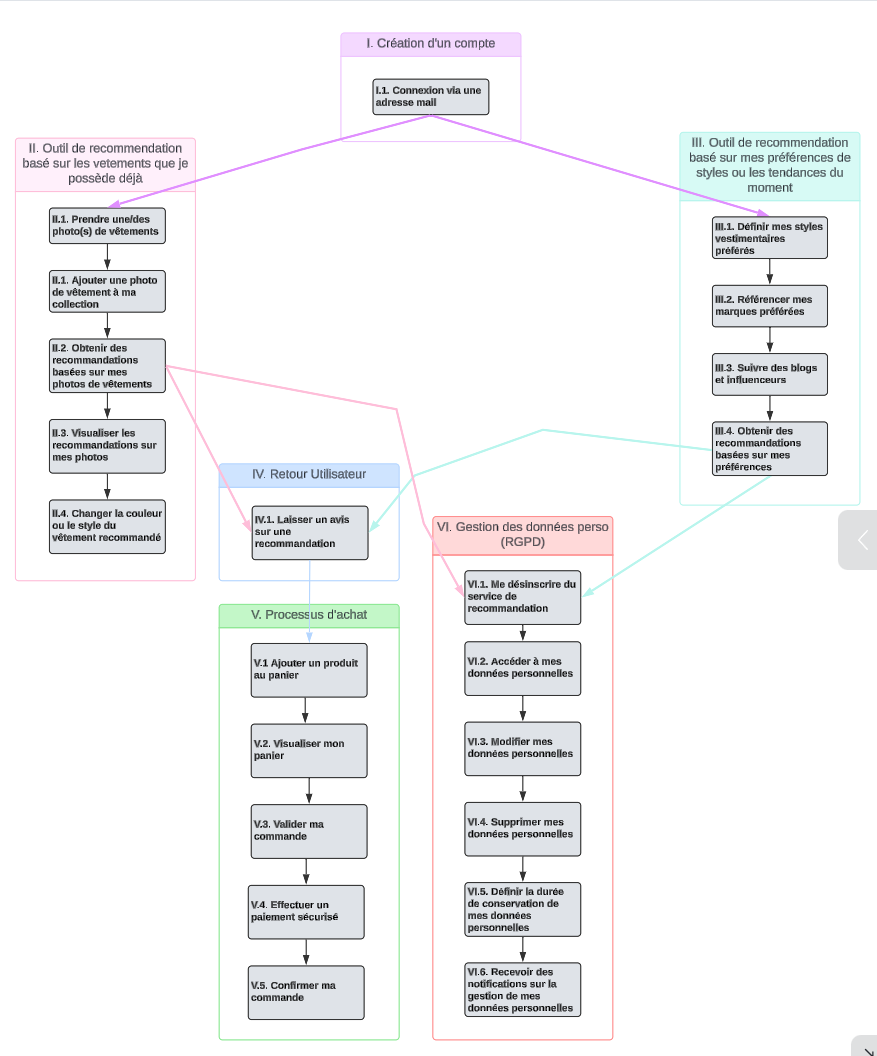 I. Création d'un compte
I.1. Connexion via une
adresse mail
II. Outil de recommendation
basé sur les vetements que je
possède déjà
II.1. Prendre une/des
photo(s) de vêtements
II.1. Ajouter une photo
de vêtement à ma
collection
II.2. Obtenir des
recommandations
basées sur mes
photos de vêtements
II.3. Visualiser les
recommandations sur
mes photos
II.4. Changer la couleur
ou le style du
vêtement recommandé
III. Outil de recommendation
basé sur mes préférences de
styles ou les tendances du
moment
III.1. Définir mes styles
vestimentaires
préférés
III.2. Référencer mes
marques préférées
III.3. Suivre des blogs
et influenceurs
III.4. Obtenir des
recommandations
basées sur mes
préférences
IV. Retour Utilisateur
IV.1. Laisser un avis
sur une
recommandation
V. Processus d'achat
V.1 Ajouter un produit
au panier
V.2. Visualiser mon
panier
V.3. Valider ma
commande
V.4. Effectuer un
paiement sécurisé
V.5. Confirmer ma
commande
VI. Gestion des données perso
(RGPD)
VI.1. Me désinscrire du
service de
recommandation
VI.2. Accéder à mes
données personnelles
VI.3. Modifier mes
données personnelles
VI.4. Supprimer mes
données personnelles
VI.5. Définir la durée
de conservation de
mes données
personnelles
VI.6. Recevoir des
notifications sur la
gestion de mes
données personnelles